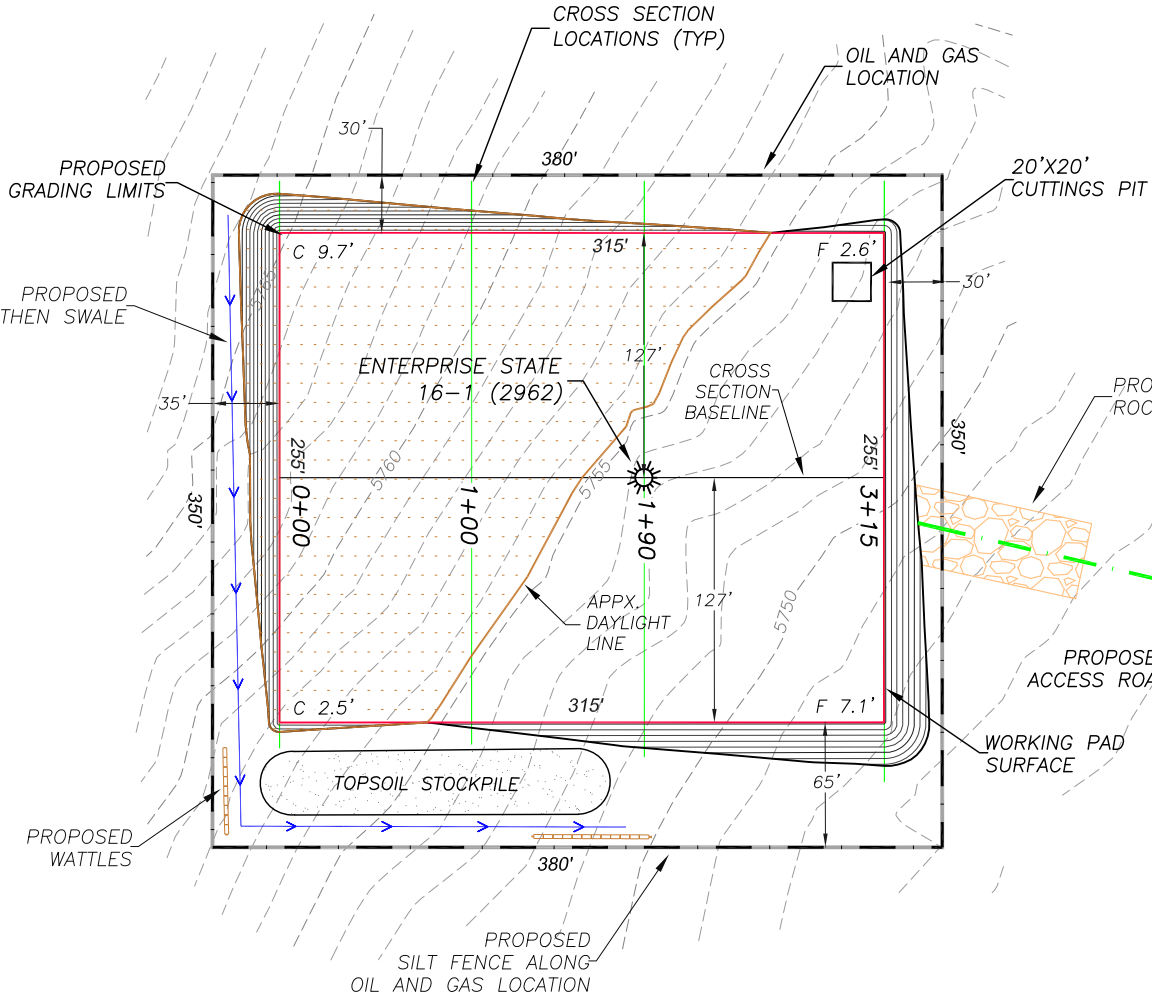 CROSS SECTION
LOCATIONS (TYP)
OIL AND GAS
LOCATION
30'
380'
PROPOSED
GRADING LIMITS
20'X20'
CUTTINGS PIT
C 9.7'
315'
F 2.6'
5765
30'
PROPOSED
THEN SWALE
127'
ENTERPRISE STATE
16-1 (2962)
CROSS
SECTION
BASELINE
PRO
ROC
35'
350'
255'
255'
5760
5755
350'
0+00
1+00
1+90
3+15
APPX.
DAYLIGHT
LINE
127'
5750
PROPOSE
ACCESS ROA
C 2.5'
315'
F 7.1'
WORKING PAD
SURFACE
TOPSOIL STOCKPILE
65'
PROPOSED
WATTLES
380'
PROPOSED
SILT FENCE ALONG
OIL AND GAS LOCATION